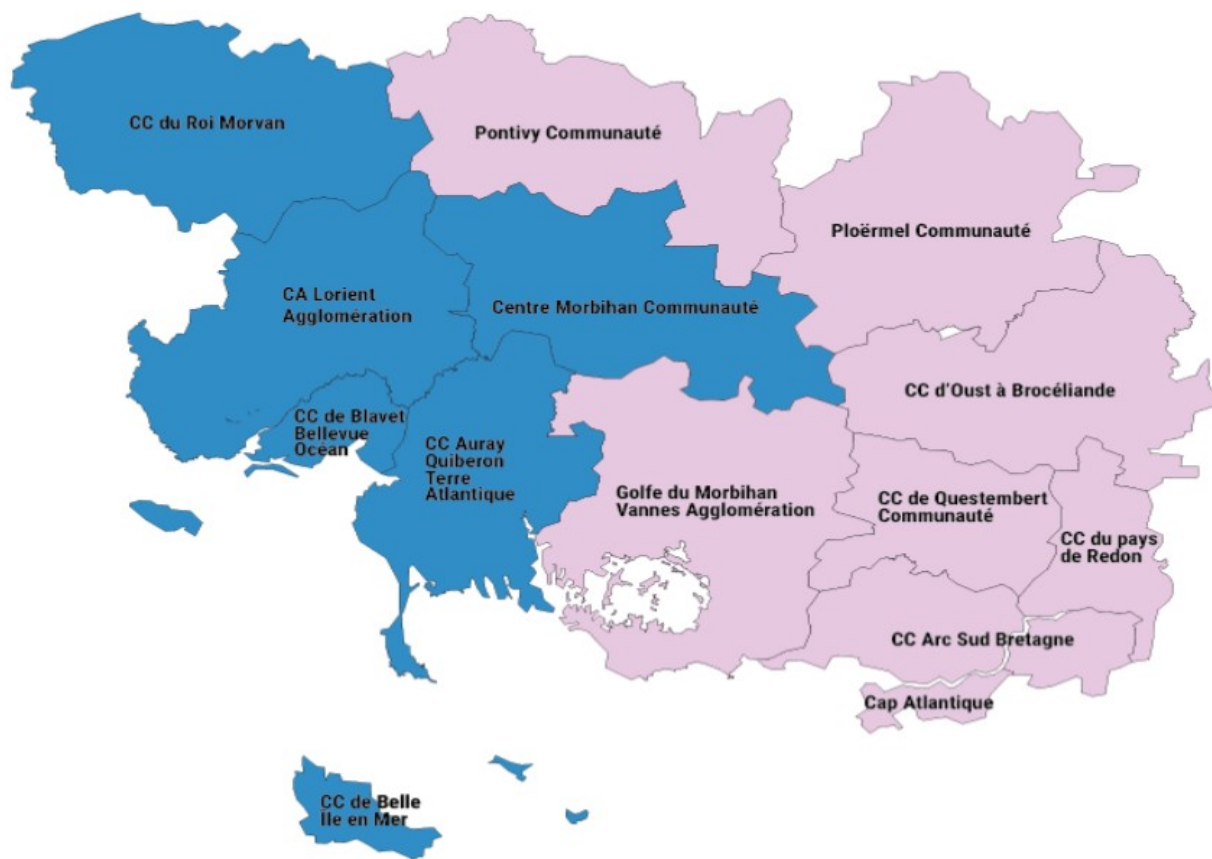 CC du Roi Morvan
Pontivy Communauté
Ploërmel Communauté
CA Lorient
Agglomération
Centre Morbihan Communauté
CC d'Oust à Brocéliande
CC de Blavet
Bellevue
Océan
CC Auray
Quiberon
Terre
Atlantique
Golfe du Morbihan
Vannes Agglomération
CC de Questembert
Communauté
CC du pays
de Redon
CC Arc Sud Bretagne
Cap Atlantique
CC de Belle
Ile en Mer